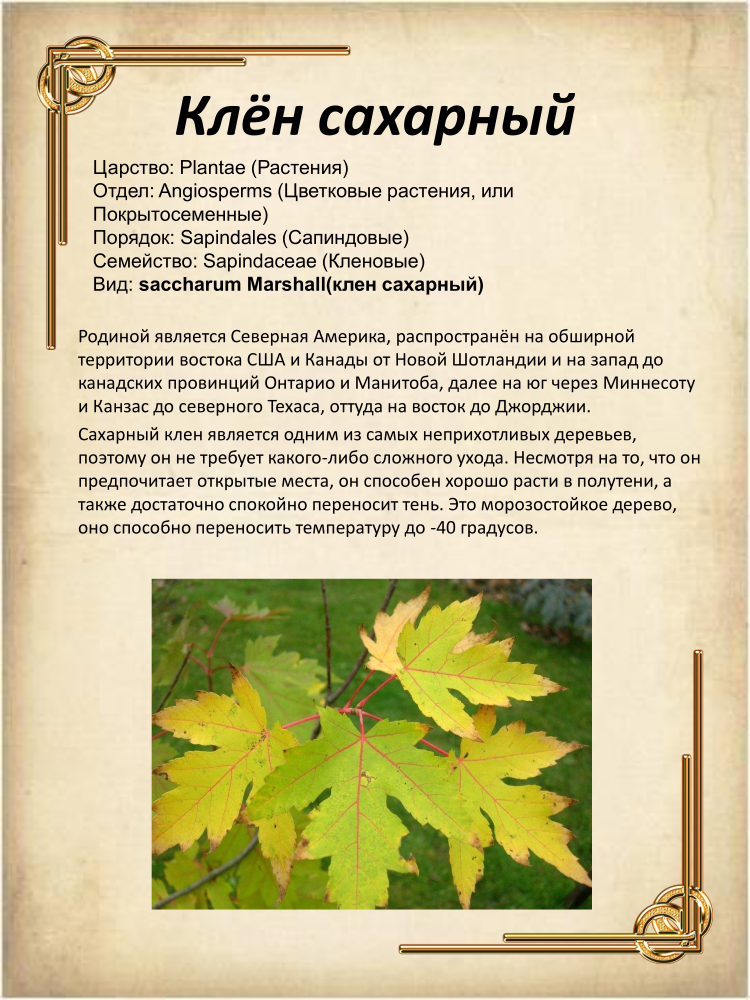 Клён сахарный
Царство: Plantae (Растения)
Отдел: Angiosperms (Цветковые растения, или
Покрытосеменные)
Порядок: Sapindales (Сапиндовые)
Семейство: Sapindaceae (Кленовые)
Вид: saccharum Marshall(клен сахарный)
Родиной является Северная Америка, распространён на обширной
территории востока США и Канады от Новой Шотландии и на запад до
канадских провинций Онтарио и Манитоба, далее на юг через Миннесоту
и Канзас до северного Техаса, оттуда на восток до Джорджии.
Сахарный клен является одним из самых неприхотливых деревьев,
поэтому он не требует какого-либо сложного ухода. Несмотря на то, что он
предпочитает открытые места, он способен хорошо расти в полутени, а
также достаточно спокойно переносит тень. Это морозостойкое дерево,
оно способно переносить температуру до -40 градусов.